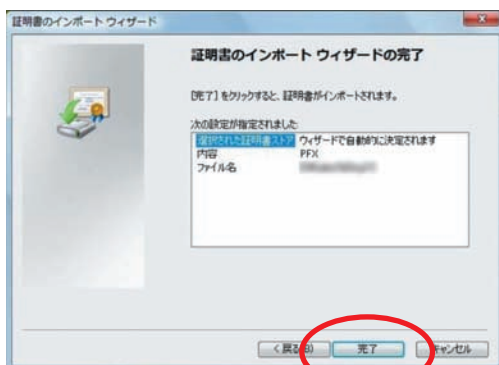 証明書のインポート ウィザード
証明書のインポート ウィザードの完了
[完了] をクリックすると、証明書がインポートされます。
次の設定が指定されました:
選択された証明書ストア ウィザードで自動的に決定されます
内容 PFX
ファイル名
< 戻る(B) 完了 キャンセル